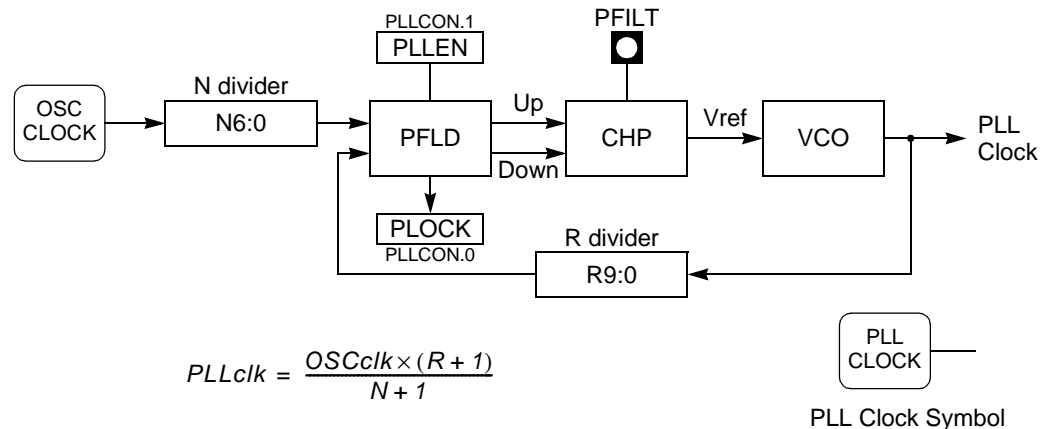 PLLCON.1
PFILT
PLLEN
N divider
OSC
CLOCK
N6:0
PFLD
Up
Down
CHP
Vref
VCO
PLL
Clock
PLOCK
PLLCON.0
R divider
R9:0
PLLclk = OSCclk × (R + 1)
N + 1
PLL
CLOCK
PLL Clock Symbol